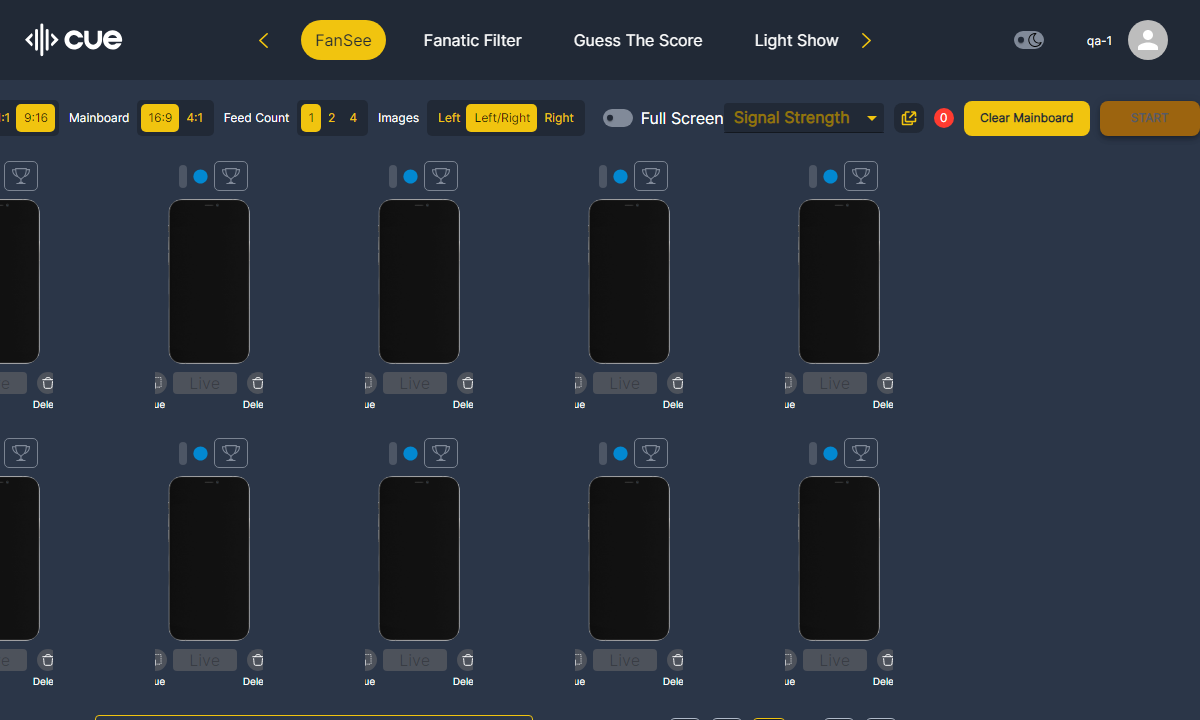 cue FanSee Fanatic Filter Guess The Score Light Show qa-1
:1 9:16 Mainboard 16:9 4:1 Feed Count 1 2 4 Images Left Left/Right Right Full Screen Signal Strength 0 Clear Mainboard START
e Live Live Live Live
Dele ue Dele ue Dele ue Dele ue Dele
e Live Live Live Live
Dele ue Dele ue Dele ue Dele ue Dele